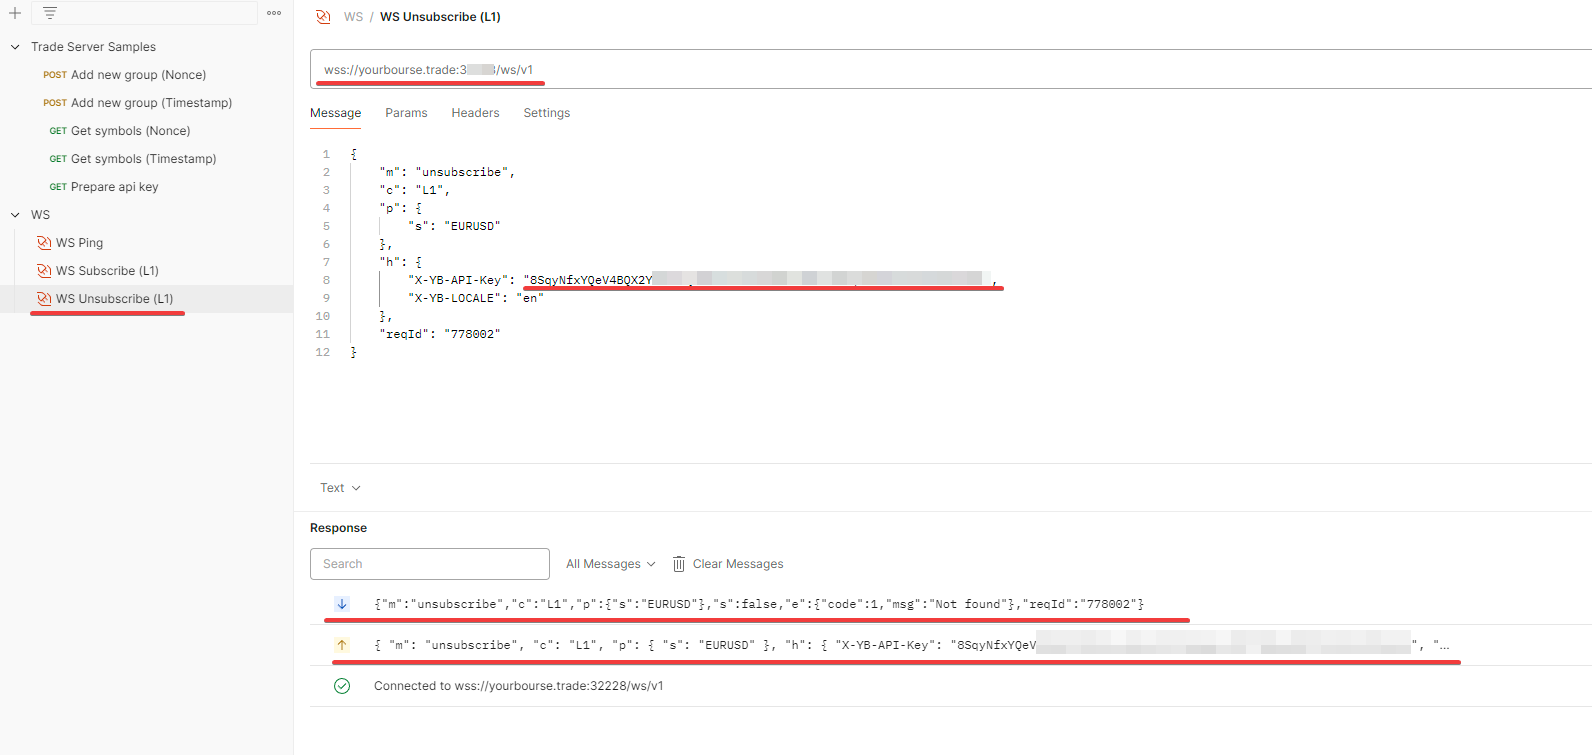 WS / WS Unsubscribe (L1)
Trade Server Samples
POST Add new group (Nonce)
POST Add new group (Timestamp)
GET Get symbols (Nonce)
GET Get symbols (Timestamp)
GET Prepare api key
WS
WS Ping
WS Subscribe (L1)
WS Unsubscribe (L1)
wss://yourbourse.trade:3 /ws/v1
Message Params Headers Settings
1 {
2 "m": "unsubscribe",
3 "c": "L1",
4 "p": {
5 "s": "EURUSD"
6 },
7 "h": {
8 "X-YB-API-Key": "8SqyNfxYQeV4BQX2Y ,
9 "X-YB-LOCALE": "en"
10 },
11 "reqId": "778002"
12 }
Text
Response
Search All Messages Clear Messages
{"m":"unsubscribe","c":"L1","p":{"s":"EURUSD"},"s":false,"e":{"code":1,"msg":"Not found"},"reqId":"778002"}
{ "m": "unsubscribe", "c": "L1", "p": { "s": "EURUSD" }, "h": { "X-YB-API-Key": "8SqyNfxYQeV ", "...
Connected to wss://yourbourse.trade:32228/ws/v1